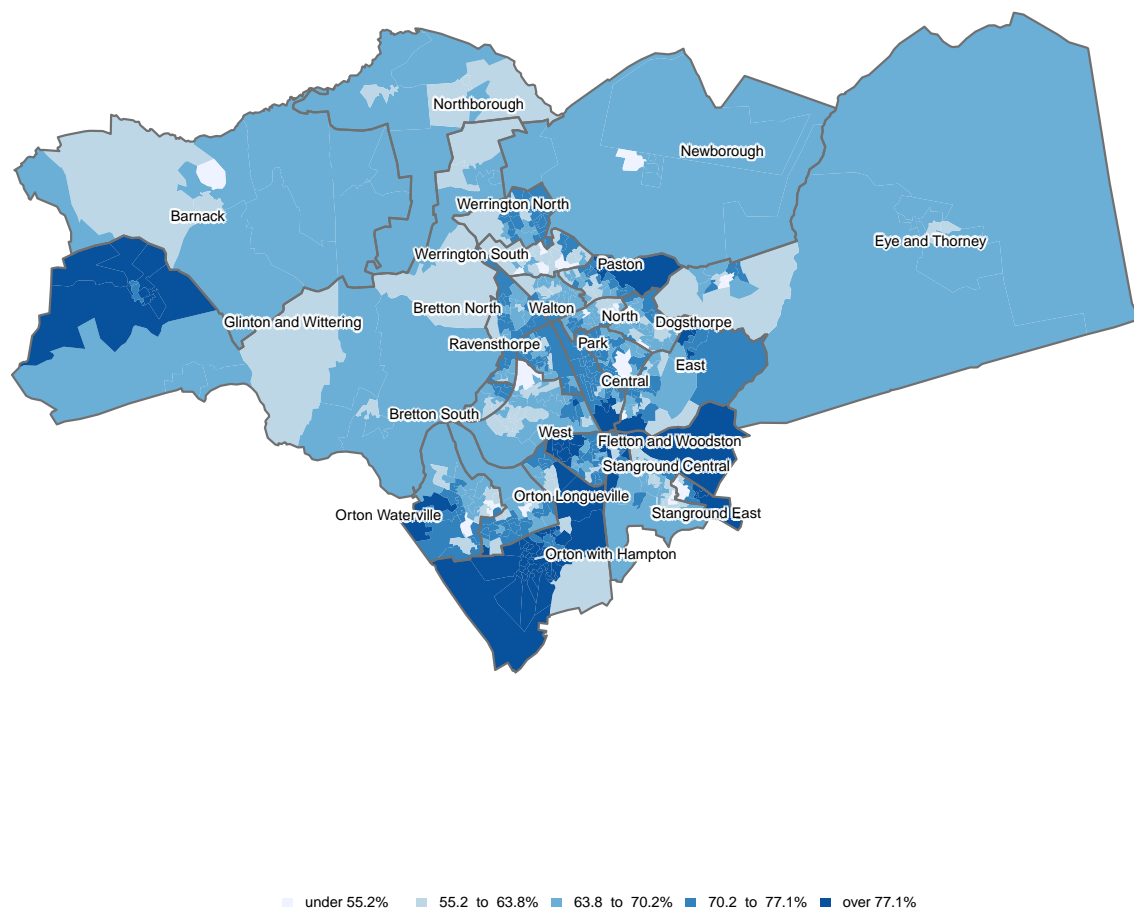 Northborough
Newborough
Werrington North
Barnack
Eye and Thorney
Werrington South
Paston
Bretton North
Walton
North
Glinton and Wittering
Dogsthorpe
Ravensthorpe
Park
East
Central
Bretton South
West
Fletton and Woodston
Stanground Central
Orton Longueville
Orton Waterville
Stanground East
Orton with Hampton
under 55.2% 55.2 to 63.8% 63.8 to 70.2% 70.2 to 77.1% over 77.1%